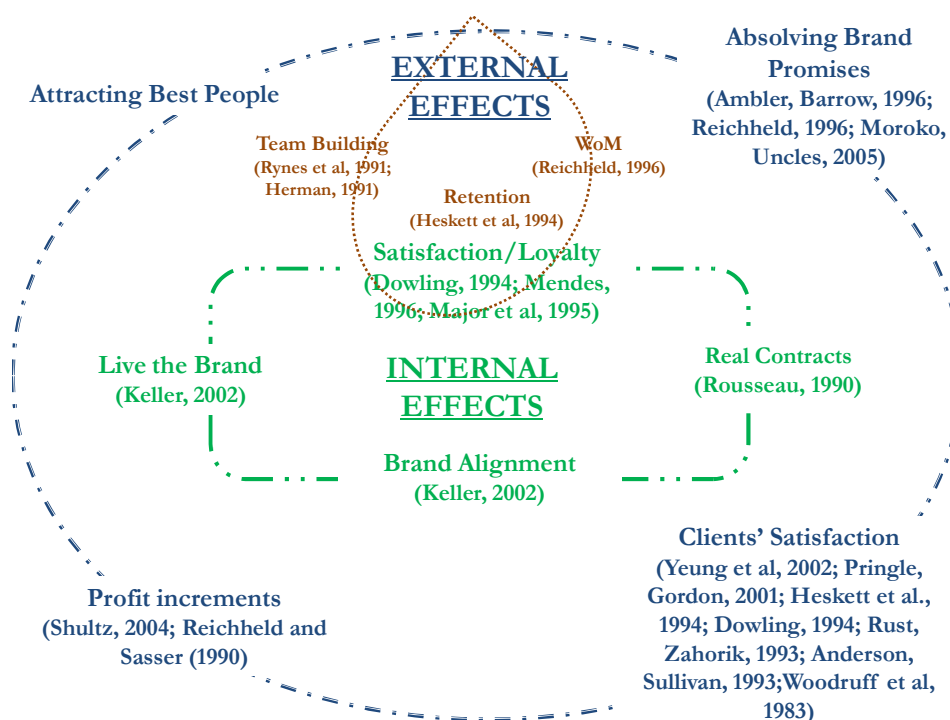 Attracting Best People
EXTERNAL
EFFECTS
Absolving Brand
Promises
(Ambler, Barrow, 1996;
Reichheld, 1996; Moroko,
Uncles, 2005)
Team Building
(Rynes et al, 1991;
Herman, 1991)
WoM
(Reichheld, 1996)
Retention
(Heskett et al, 1994)
Satisfaction/Loyalty
(Dowling, 1994; Mendes,
1996; Major et al, 1995)
Live the Brand
(Keller, 2002)
INTERNAL
EFFECTS
Real Contracts
(Rousseau, 1990)
Brand Alignment
(Keller, 2002)
Profit increments
(Shultz, 2004; Reichheld and
Sasser (1990)
Clients’ Satisfaction
(Yeung et al, 2002; Pringle,
Gordon, 2001; Heskett et al.,
1994; Dowling, 1994; Rust,
Zahorik, 1993; Anderson,
Sullivan, 1993;Woodruff et al,
1983)